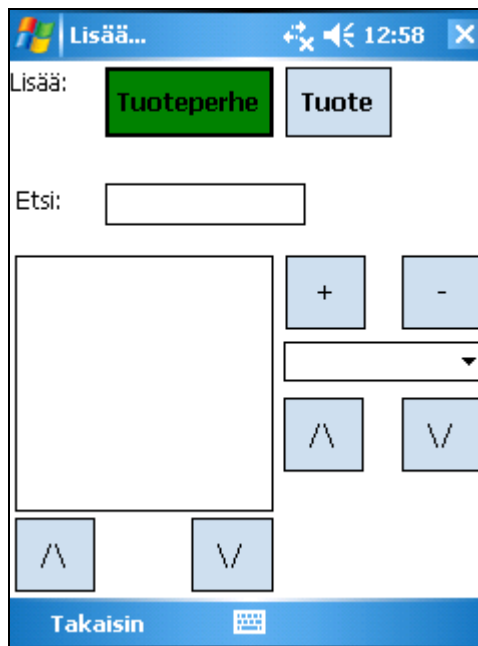 Lisää... 12:58
Lisää: Tuoteperhe Tuote
Etsi:
+ -
/\ \/
/\ \/
Takaisin